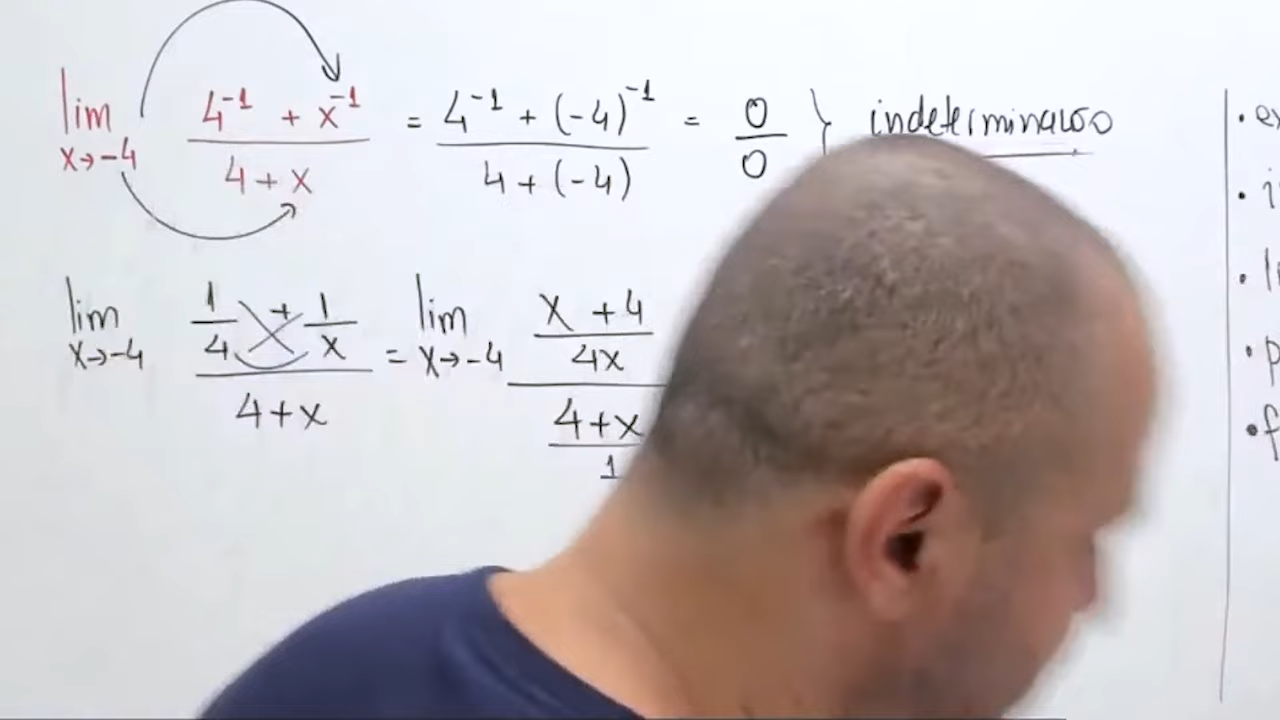 lim x→-4 (4⁻¹ + x⁻¹)/(4 + x) = (4⁻¹ + (-4)⁻¹)/(4 + (-4)) = 0/0 } indeterminado
lim x→-4 (1/4 + 1/x)/(4+x) = lim x→-4 ((x + 4)/(4x))/((4+x)/1)